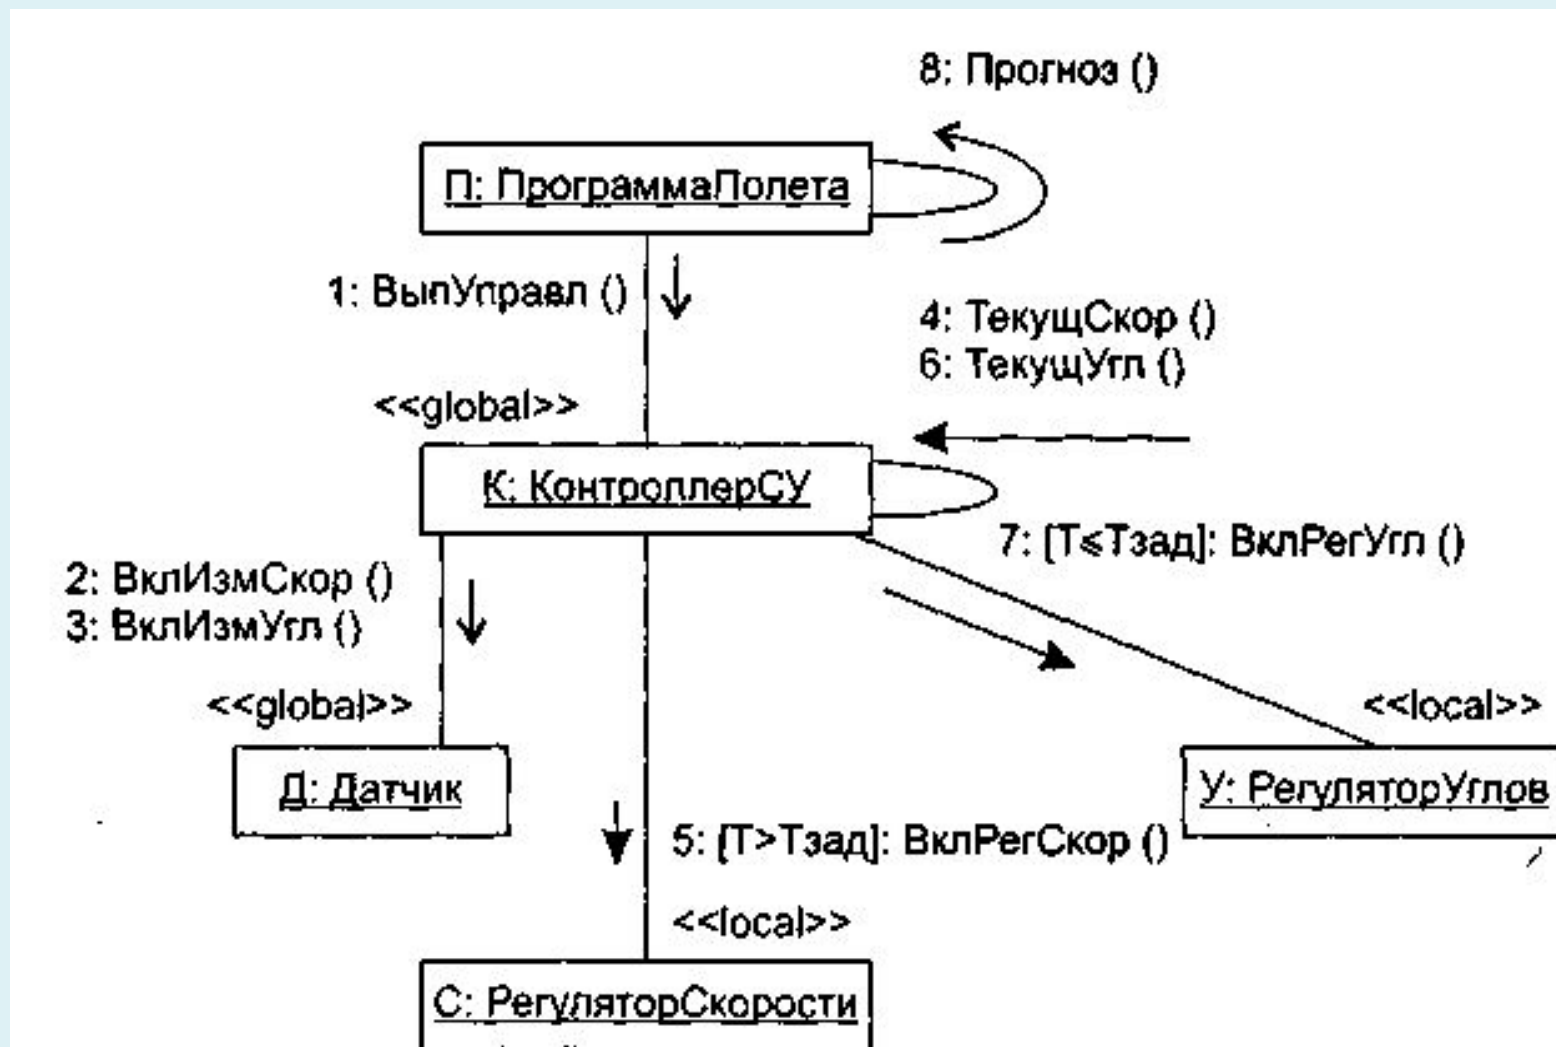 8: Прогноз ()
П: ПрограммаПолета
1: ВыпУправл ()
4: ТекущСкор ()
6: ТекущУгл ()
<<global>>
К: КонтроллерСУ
7: [T⩽Tзад]: ВклРегУгл ()
2: ВклИзмСкор ()
3: ВклИзмУгл ()
<<global>>
<<local>>
Д: Датчик
У: РегуляторУглов
5: [T>Tзад]: ВклРегСкор ()
<<local>>
С: РегуляторСкорости